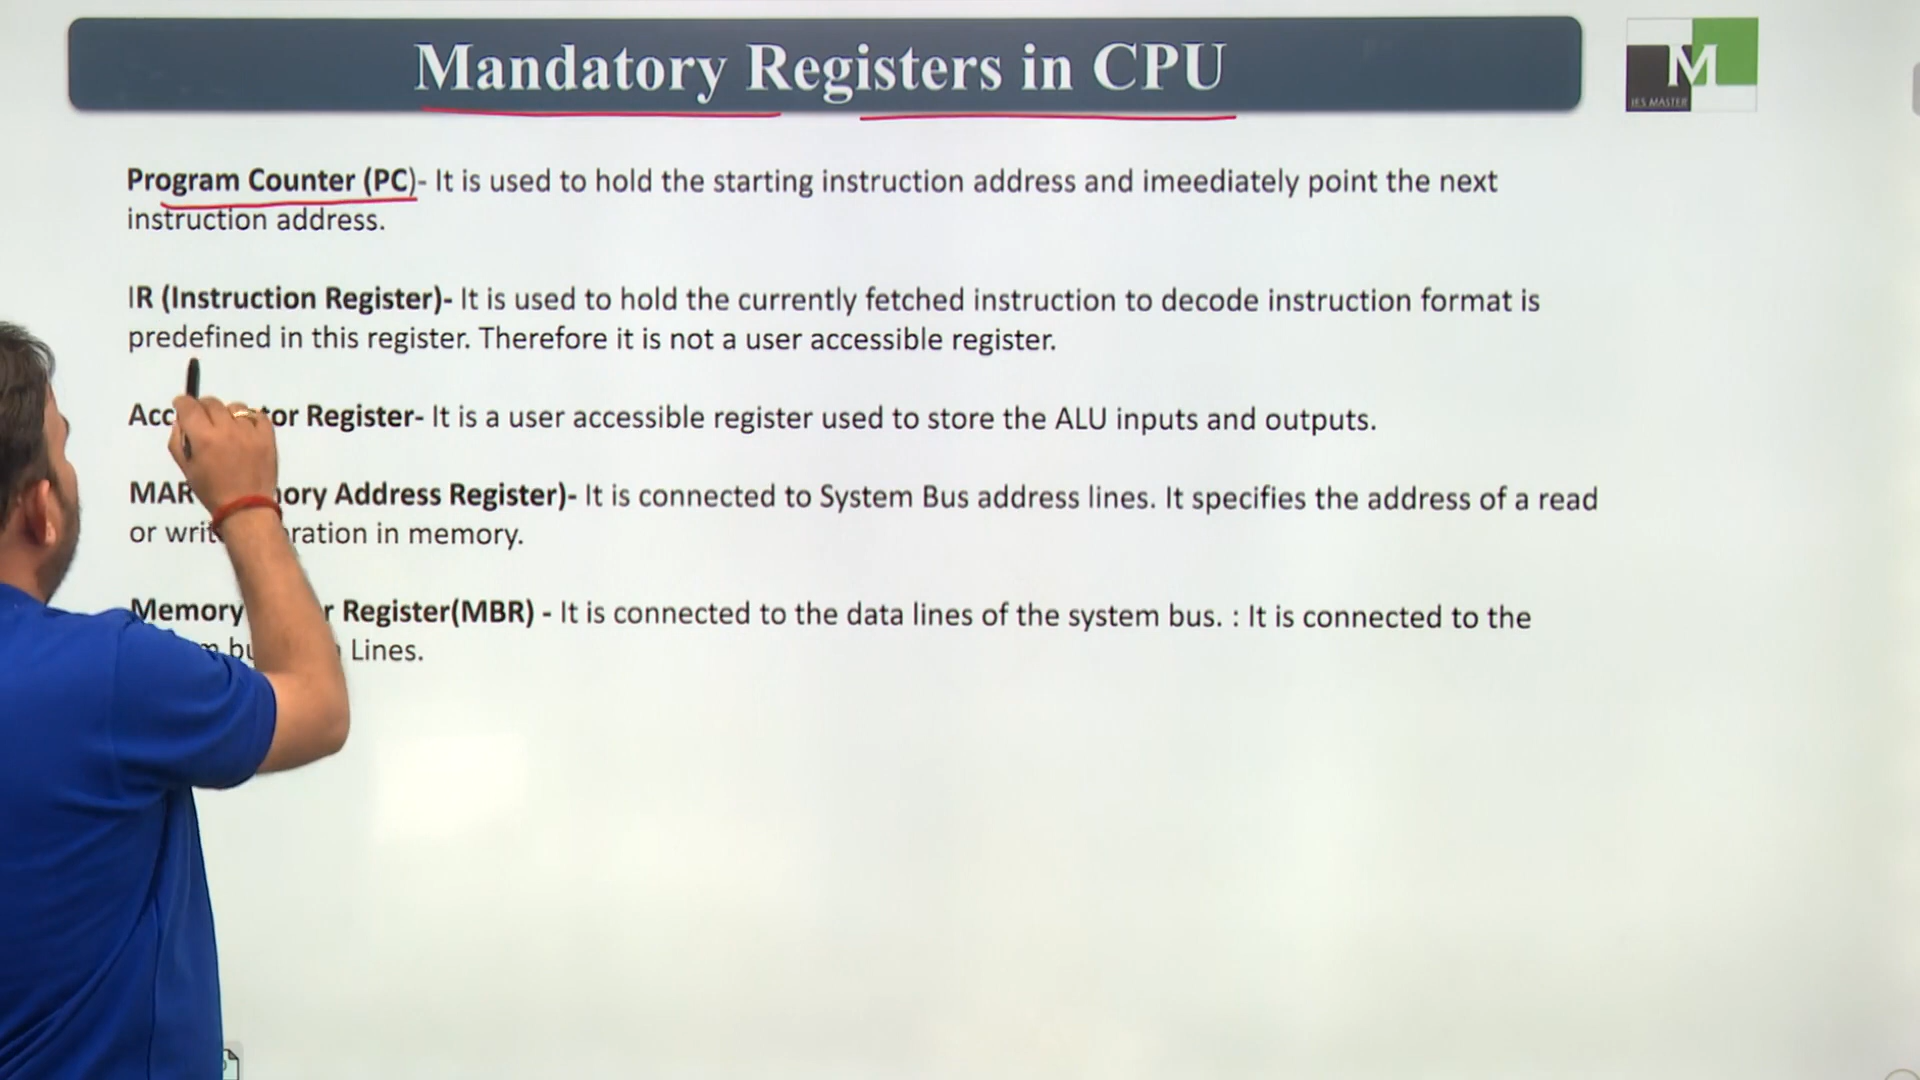 Mandatory Registers in CPU
M
IES MASTER
Program Counter (PC)- It is used to hold the starting instruction address and imeediately point the next
instruction address.
IR (Instruction Register)- It is used to hold the currently fetched instruction to decode instruction format is
predefined in this register. Therefore it is not a user accessible register.
Register- It is a user accessible register used to store the ALU inputs and outputs.
MAR Address Register)- It is connected to System Bus address lines. It specifies the address of a read
or in memory.
Memory Register(MBR) - It is connected to the data lines of the system bus. : It is connected to the
Lines.